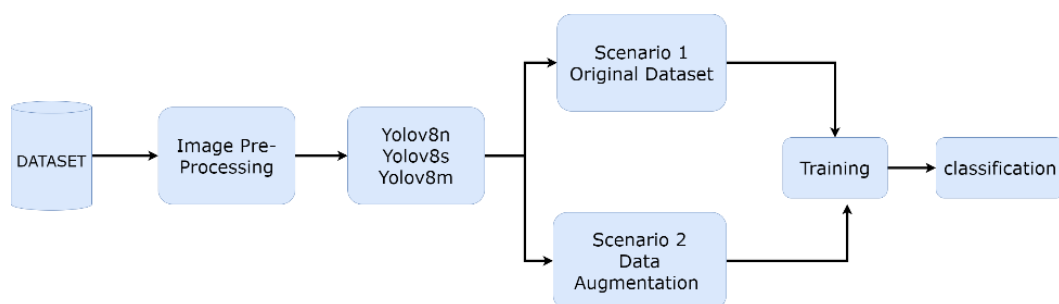 DATASET
Image Pre-
Processing
Yolov8n
Yolov8s
Yolov8m
Scenario 1
Original Dataset
Scenario 2
Data
Augmentation
Training
classification